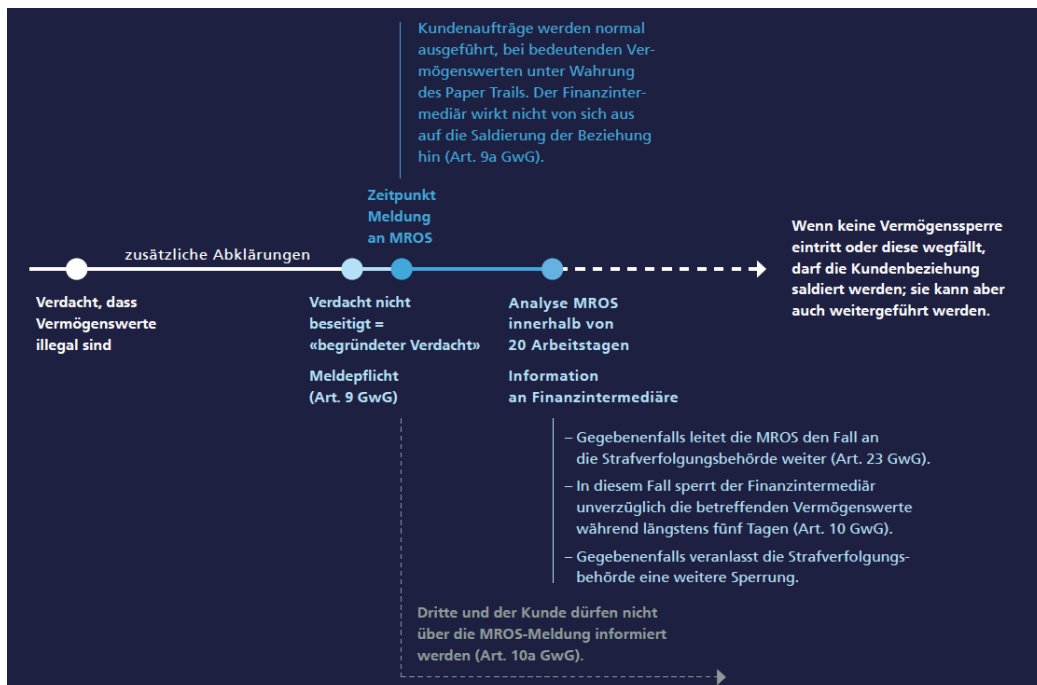 Kundenaufträge werden normal
ausgeführt, bei bedeutenden Ver-
mögenswerten unter Wahrung
des Paper Trails. Der Finanzinter-
mediär wirkt nicht von sich aus
auf die Saldierung der Beziehung
hin (Art. 9a GwG).
Zeitpunkt
Meldung
an MROS
zusätzliche Abklärungen
Wenn keine Vermögenssperre
eintritt oder diese wegfällt,
darf die Kundenbeziehung
saldiert werden; sie kann aber
auch weitergeführt werden.
Verdacht, dass
Vermögenswerte
illegal sind
Verdacht nicht
beseitigt =
«begründeter Verdacht»
Meldepflicht
(Art. 9 GwG)
Analyse MROS
innerhalb von
20 Arbeitstagen
Information
an Finanzintermediäre
– Gegebenenfalls leitet die MROS den Fall an
die Strafverfolgungsbehörde weiter (Art. 23 GwG).
– In diesem Fall sperrt der Finanzintermediär
unverzüglich die betreffenden Vermögenswerte
während längstens fünf Tagen (Art. 10 GwG).
– Gegebenenfalls veranlasst die Strafverfolgungs-
behörde eine weitere Sperrung.
Dritte und der Kunde dürfen nicht
über die MROS-Meldung informiert
werden (Art. 10a GwG).